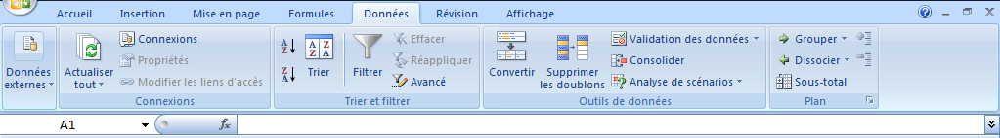 Accueil Insertion Mise en page Formules Données Révision Affichage
Données externes
Actualiser tout
Connexions
Propriétés
Modifier les liens d'accès
Connexions
A Z
Z A
A Z Z A
Trier
Filtrer
Effacer
Réappliquer
Avancé
Trier et filtrer
Convertir
Supprimer les doublons
Validation des données
Consolider
Analyse de scénarios
Outils de données
Grouper
Dissocier
Sous-total
Plan
A1 fx